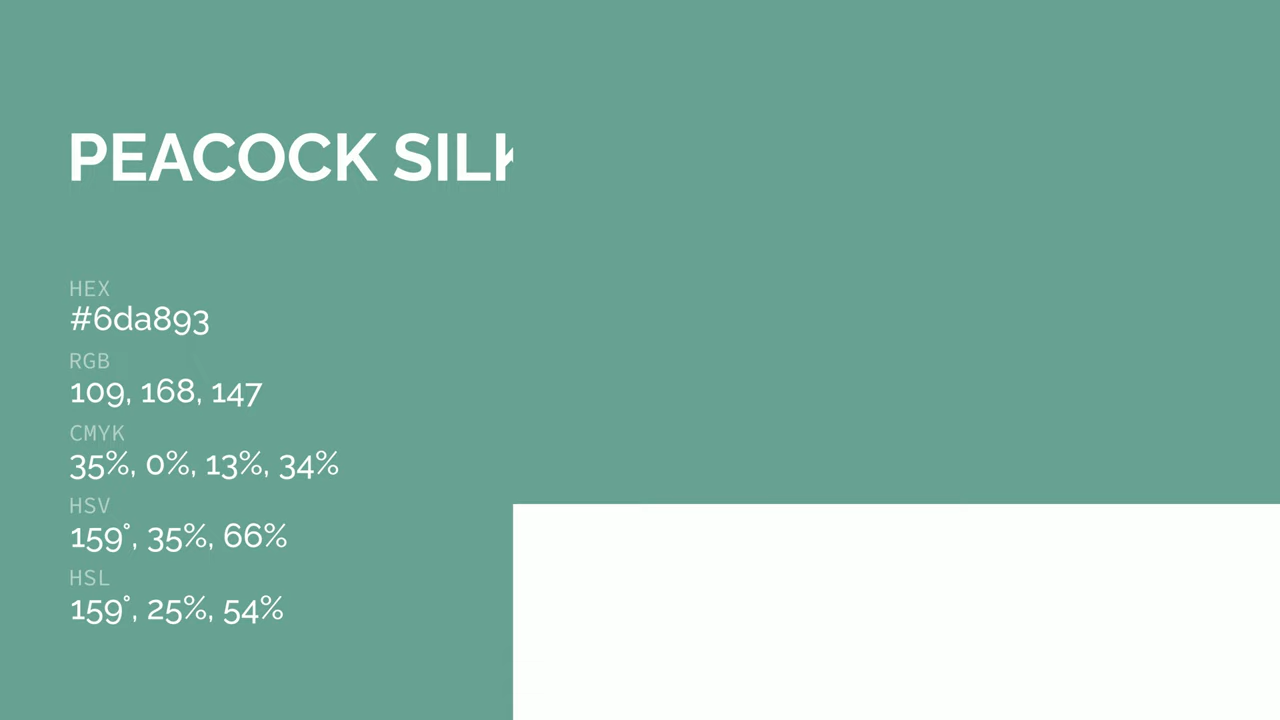 PEACOCK SILK
HEX
#6da893
RGB
109, 168, 147
CMYK
35%, 0%, 13%, 34%
HSV
159°, 35%, 66%
HSL
159°, 25%, 54%